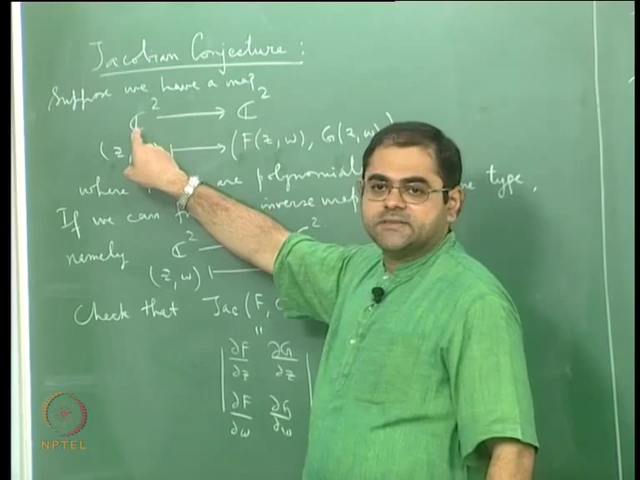 Jacobian Conjecture :
Suppose we have a map
ℂ² ⟶ ℂ²
(z, ⟼ (F(z,w), G(z,w))
where are polynomial type,
If we can inverse map
namely ℂ² ℂ²
(z,w) ⟼
Check that Jac(F,
"
| ∂F/∂z ∂G/∂z |
| ∂F/∂w ∂G/∂w |
NPTEL